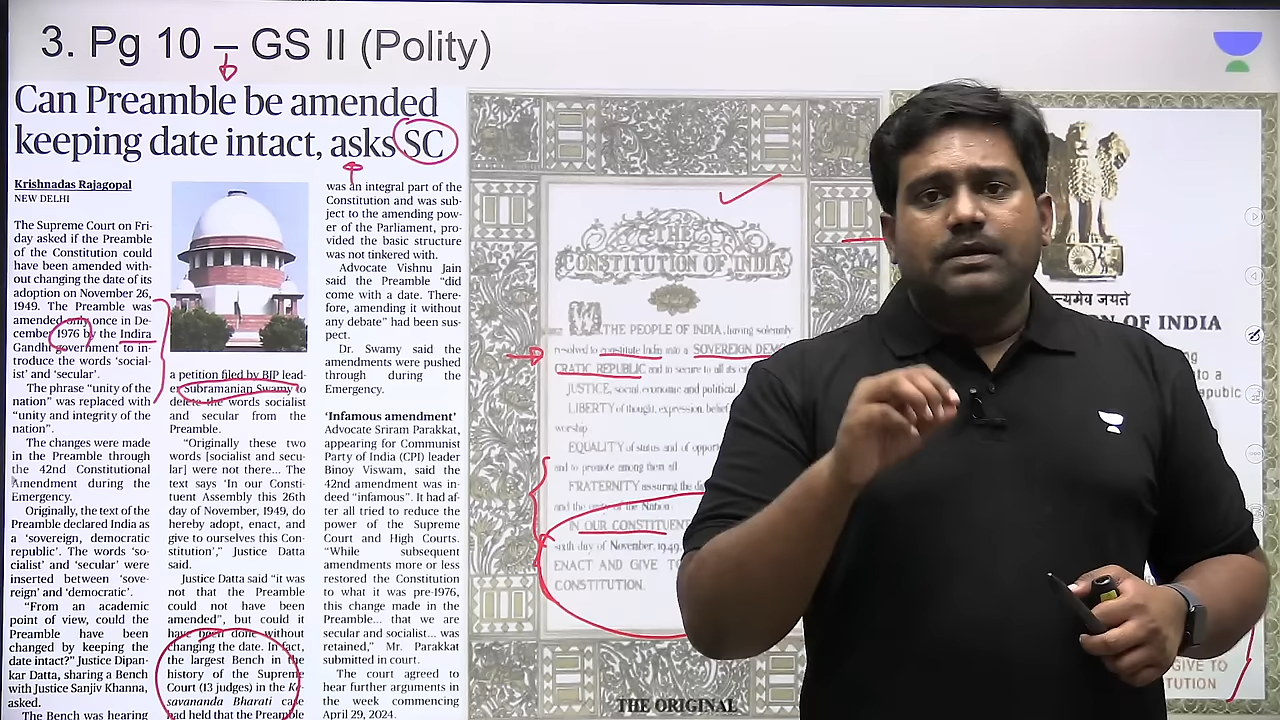 3. Pg 10 – GS II (Polity)
Can Preamble be amended
keeping date intact, asks SC
Krishnadas Rajagopal
NEW DELHI
The Supreme Court on Fri-
day asked if the Preamble
of the Constitution could
have been amended with-
out changing the date of its
adoption on November 26,
1949. The Preamble was
amended only once in De-
cember 1976 by the Indira
Gandhi government to in-
troduce the words 'social-
ist' and 'secular'.
The phrase "unity of the
nation" was replaced with
"unity and integrity of the
nation".
The changes were made
in the Preamble through
the 42nd Constitutional
Amendment during the
Emergency.
Originally, the text of the
Preamble declared India as
a 'sovereign, democratic
republic'. The words 'so-
cialist' and 'secular' were
inserted between 'sove-
reign' and 'democratic'.
"From an academic
point of view, could the
Preamble have been
changed by keeping the
date intact?" Justice Dipan-
kar Datta, sharing a Bench
with Justice Sanjiv Khanna,
asked.
The Bench was hearing
a petition filed by BJP lead-
er Subramanian Swamy to
delete the words socialist
and secular from the
Preamble.
"Originally these two
words [socialist and secu-
lar] were not there... The
text says 'In our Consti-
tuent Assembly this 26th
day of November, 1949, do
hereby adopt, enact, and
give to ourselves this Con-
stitution'," Justice Datta
said.
Justice Datta said "it was
not that the Preamble
could not have been
amended", but could it
have been done without
changing the date. In fact,
the largest Bench in the
history of the Supreme
Court (13 judges) in the Ke-
savananda Bharati case
had held that the Preamble
was an integral part of the
Constitution and was sub-
ject to the amending pow-
er of the Parliament, pro-
vided the basic structure
was not tinkered with.
Advocate Vishnu Jain
said the Preamble "did
come with a date. There-
fore, amending it without
any debate" had been sus-
pect.
Dr. Swamy said the
amendments were pushed
through during the
Emergency.
'Infamous amendment'
Advocate Sriram Parakkat,
appearing for Communist
Party of India (CPI) leader
Binoy Viswam, said the
42nd amendment was in-
deed "infamous". It had af-
ter all tried to reduce the
power of the Supreme
Court and High Courts.
"While subsequent
amendments more or less
restored the Constitution
to what it was pre-1976,
this change made in the
Preamble... that we are
secular and socialist... was
retained," Mr. Parakkat
submitted in court.
The court agreed to
hear further arguments in
the week commencing
April 29, 2024.
THE
CONSTITUTION OF INDIA
WE, THE PEOPLE OF INDIA, having solemnly
resolved to constitute India into a SOVEREIGN DEMO
CRATIC REPUBLIC and to secure to all its
JUSTICE, social, economic and political
LIBERTY of thought, expression, belief
worship
EQUALITY of status and of
and to promote among them all
FRATERNITY assuring the
and the unity of the Nation
IN OUR CONSTITUENT
sixth day of November, 1949,
ENACT AND GIVE TO
CONSTITUTION.
THE ORIGINAL
सत्यमेव जयते
OF INDIA
GIVE TO